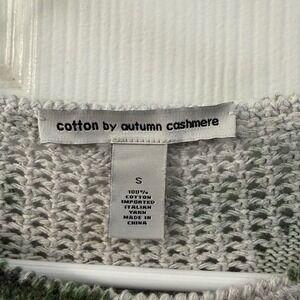 cotton by autumn cashmere
S
100%
COTTON
IMPORTED
ITALIAN
YARN
MADE IN
CHINA